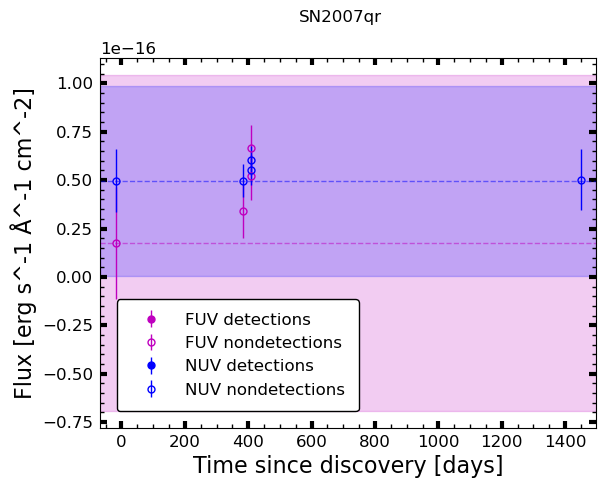 SN2007qr
1e−16
1.00
0.75
0.50
0.25
0.00
−0.25
−0.50
−0.75
Flux [erg s^-1 Å^-1 cm^-2]
FUV detections
FUV nondetections
NUV detections
NUV nondetections
0 200 400 600 800 1000 1200 1400
Time since discovery [days]